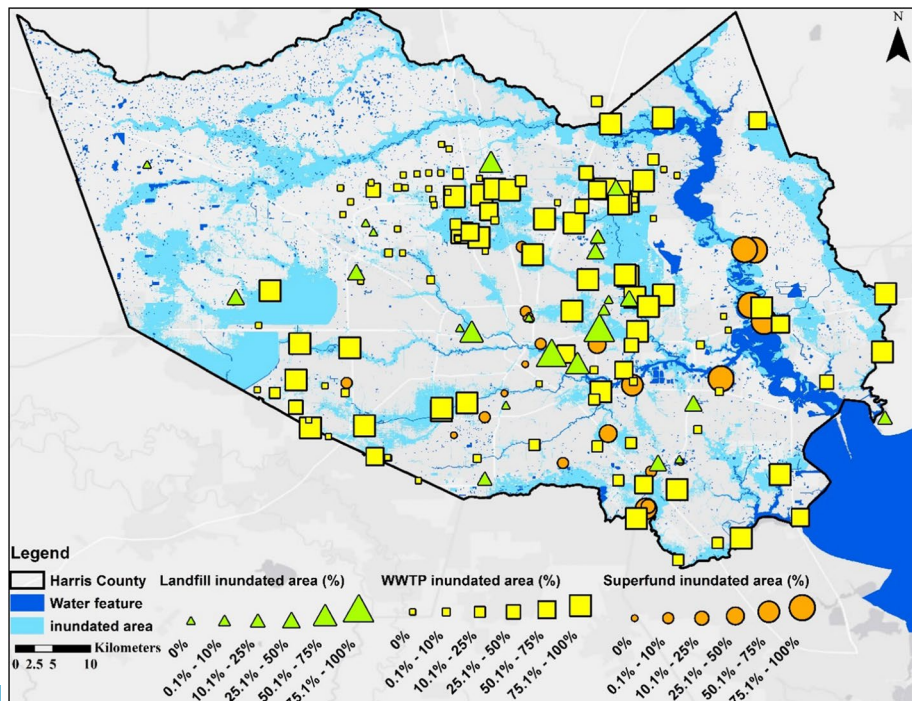 N
Legend
Harris County
Water feature
inundated area
0 2.5 5 10 Kilometers
Landfill inundated area (%)
0%
0.1% - 10%
10.1% - 25%
25.1% - 50%
50.1% - 75%
75.1% - 100%
WWTP inundated area (%)
0%
0.1% - 10%
10.1% - 25%
25.1% - 50%
50.1% - 75%
75.1% - 100%
Superfund inundated area (%)
0%
0.1% - 10%
10.1% - 25%
25.1% - 50%
50.1% - 75%
75.1% - 100%